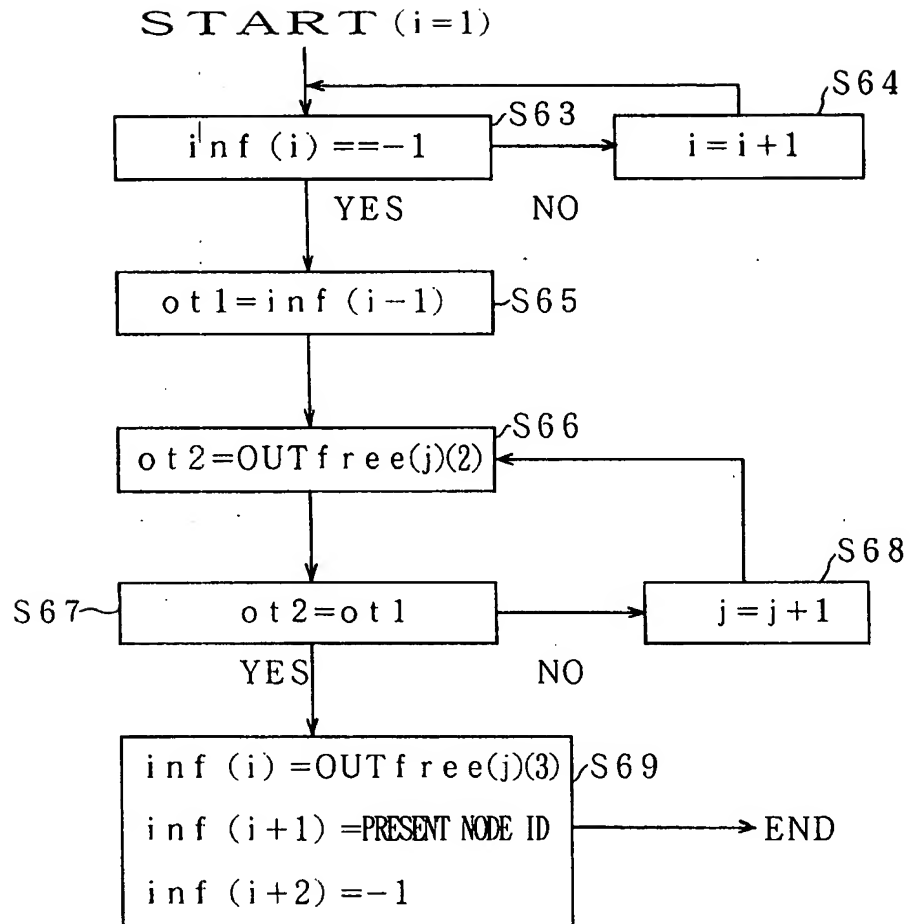 START (i=1)
S64
S63
inf (i) ==-1
i=i+1
YES
NO
ot1=inf (i-1)
S65
S66
ot2=OUTfree(j)(2)
S68
S67
ot2=ot1
j=j+1
YES
NO
inf (i) =OUTfree(j)(3)
S69
inf (i+1) =PRESENT NODE ID
END
inf (i+2) =-1